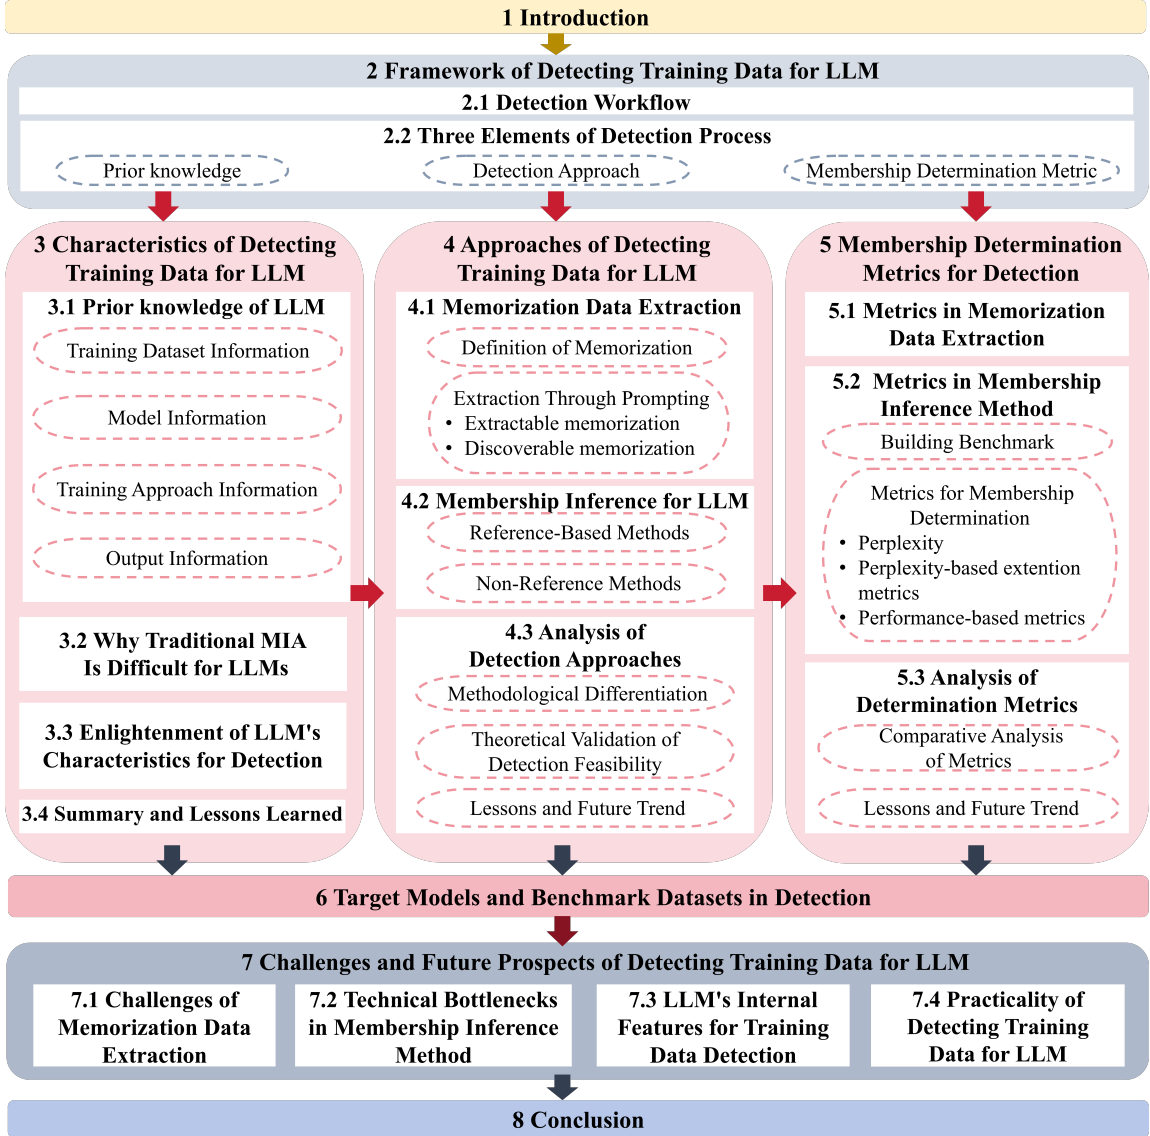 1 Introduction
2 Framework of Detecting Training Data for LLM
2.1 Detection Workflow
2.2 Three Elements of Detection Process
Prior knowledge
Detection Approach
Membership Determination Metric
3 Characteristics of Detecting
Training Data for LLM
3.1 Prior knowledge of LLM
Training Dataset Information
Model Information
Training Approach Information
Output Information
3.2 Why Traditional MIA
Is Difficult for LLMs
3.3 Enlightenment of LLM's
Characteristics for Detection
3.4 Summary and Lessons Learned
4 Approaches of Detecting
Training Data for LLM
4.1 Memorization Data Extraction
Definition of Memorization
Extraction Through Prompting
• Extractable memorization
• Discoverable memorization
4.2 Membership Inference for LLM
Reference-Based Methods
Non-Reference Methods
4.3 Analysis of
Detection Approaches
Methodological Differentiation
Theoretical Validation of
Detection Feasibility
Lessons and Future Trend
5 Membership Determination
Metrics for Detection
5.1 Metrics in Memorization
Data Extraction
5.2 Metrics in Membership
Inference Method
Building Benchmark
Metrics for Membership
Determination
• Perplexity
• Perplexity-based extention
metrics
• Performance-based metrics
5.3 Analysis of
Determination Metrics
Comparative Analysis
of Metrics
Lessons and Future Trend
6 Target Models and Benchmark Datasets in Detection
7 Challenges and Future Prospects of Detecting Training Data for LLM
7.1 Challenges of
Memorization Data
Extraction
7.2 Technical Bottlenecks
in Membership Inference
Method
7.3 LLM's Internal
Features for Training
Data Detection
7.4 Practicality of
Detecting Training
Data for LLM
8 Conclusion